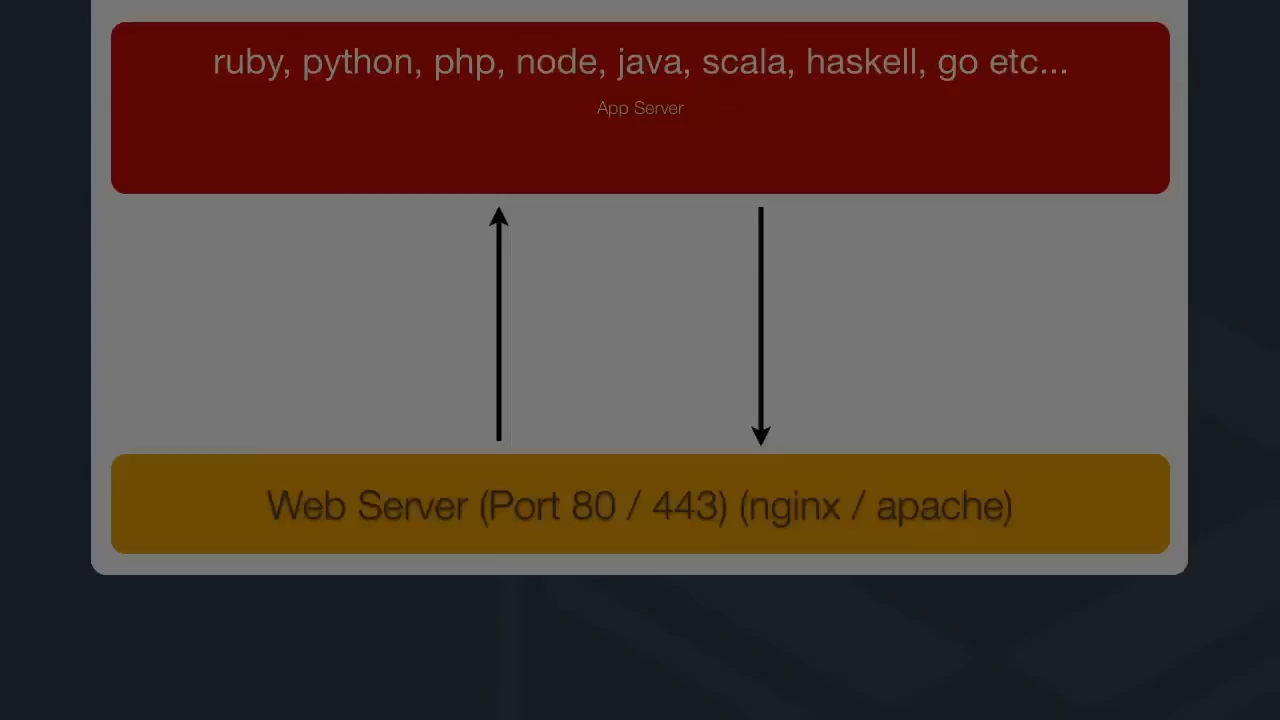 ruby, python, php, node, java, scala, haskell, go etc...
App Server
Web Server (Port 80 / 443) (nginx / apache)